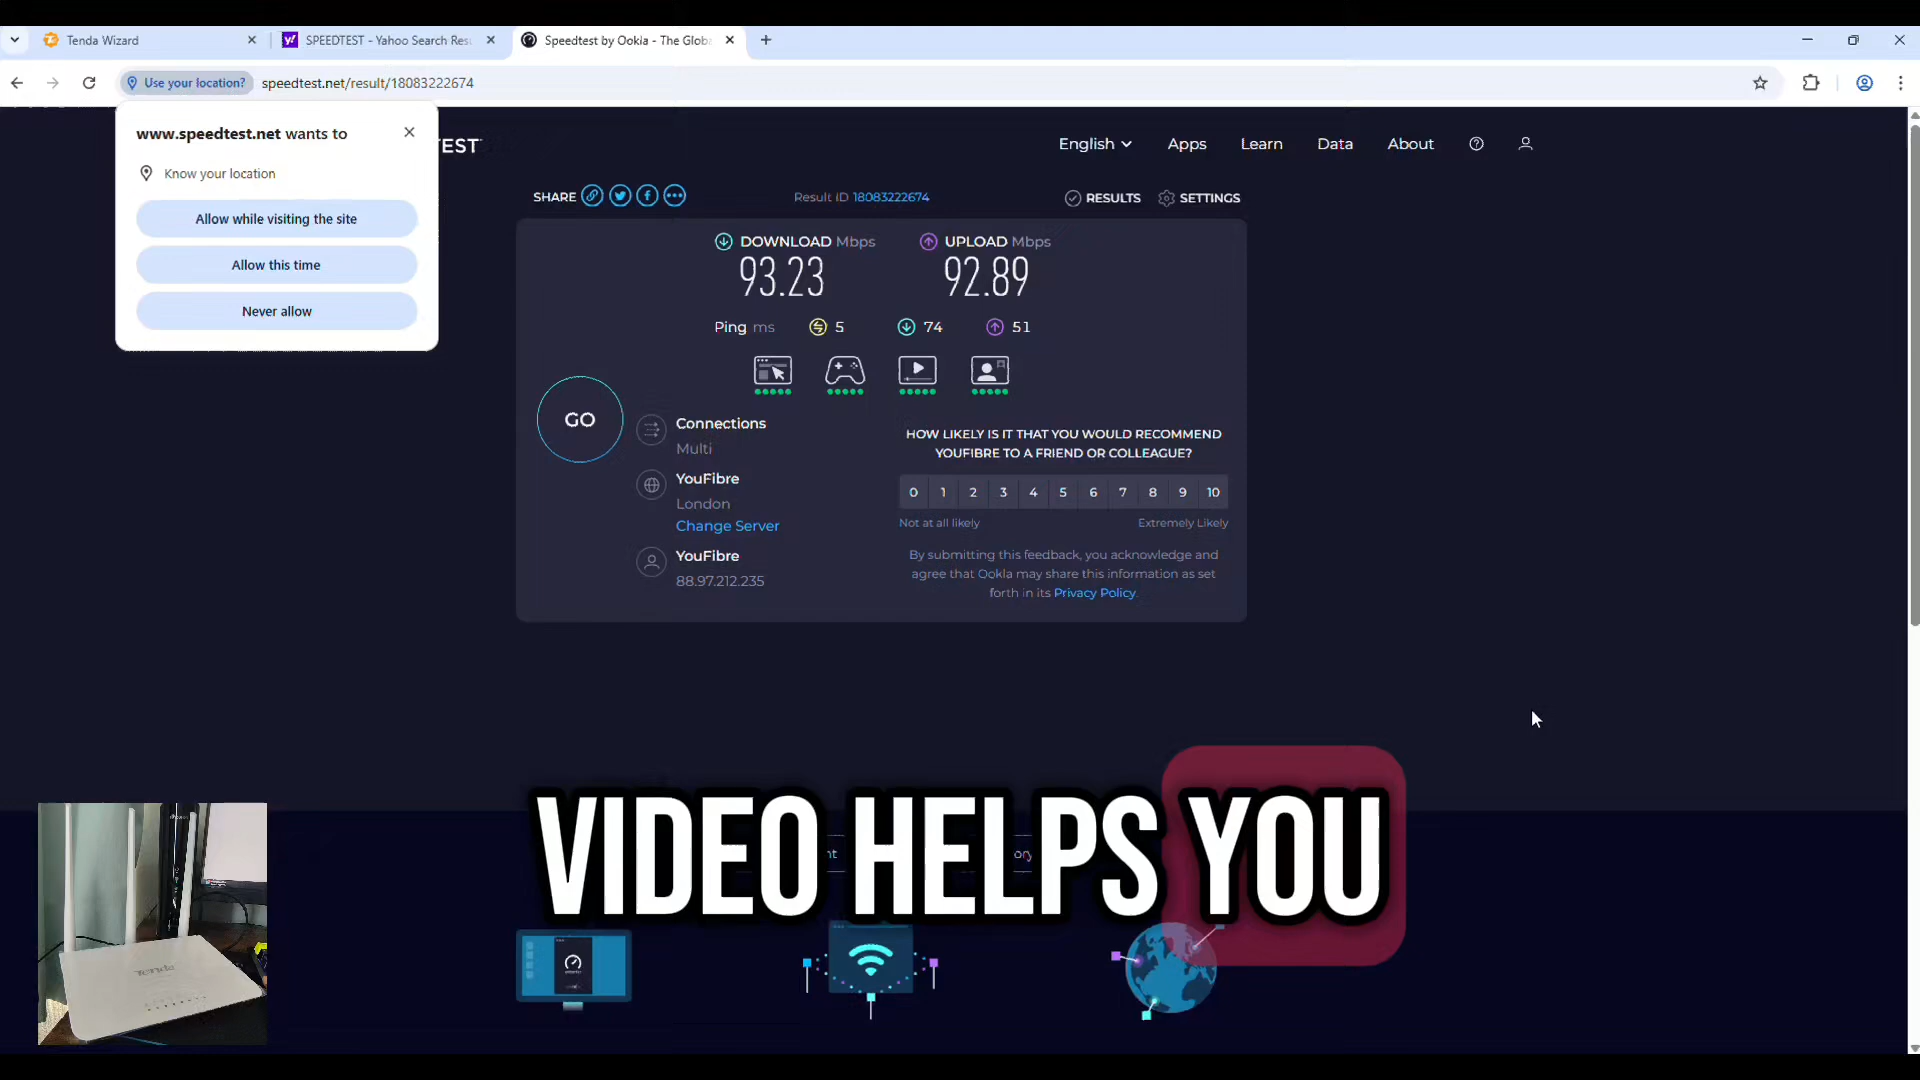 Tenda Wizard
SPEEDTEST - Yahoo Search Resu
Speedtest by Ookla - The Globa
Use your location?
speedtest.net/result/18083222674
www.speedtest.net wants to
Know your location
Allow while visiting the site
Allow this time
Never allow
TEST
English
Apps
Learn
Data
About
SHARE
Result ID 18083222674
RESULTS
SETTINGS
DOWNLOAD Mbps
93.23
UPLOAD Mbps
92.89
Ping ms
5
74
51
GO
Connections
Multi
YouFibre
London
Change Server
YouFibre
88.97.212.235
HOW LIKELY IS IT THAT YOU WOULD RECOMMEND
YOUFIBRE TO A FRIEND OR COLLEAGUE?
0 1 2 3 4 5 6 7 8 9 10
Not at all likely
Extremely Likely
By submitting this feedback, you acknowledge and
agree that Ookla may share this information as set
forth in its Privacy Policy.
VIDEO HELPS YOU
Tenda